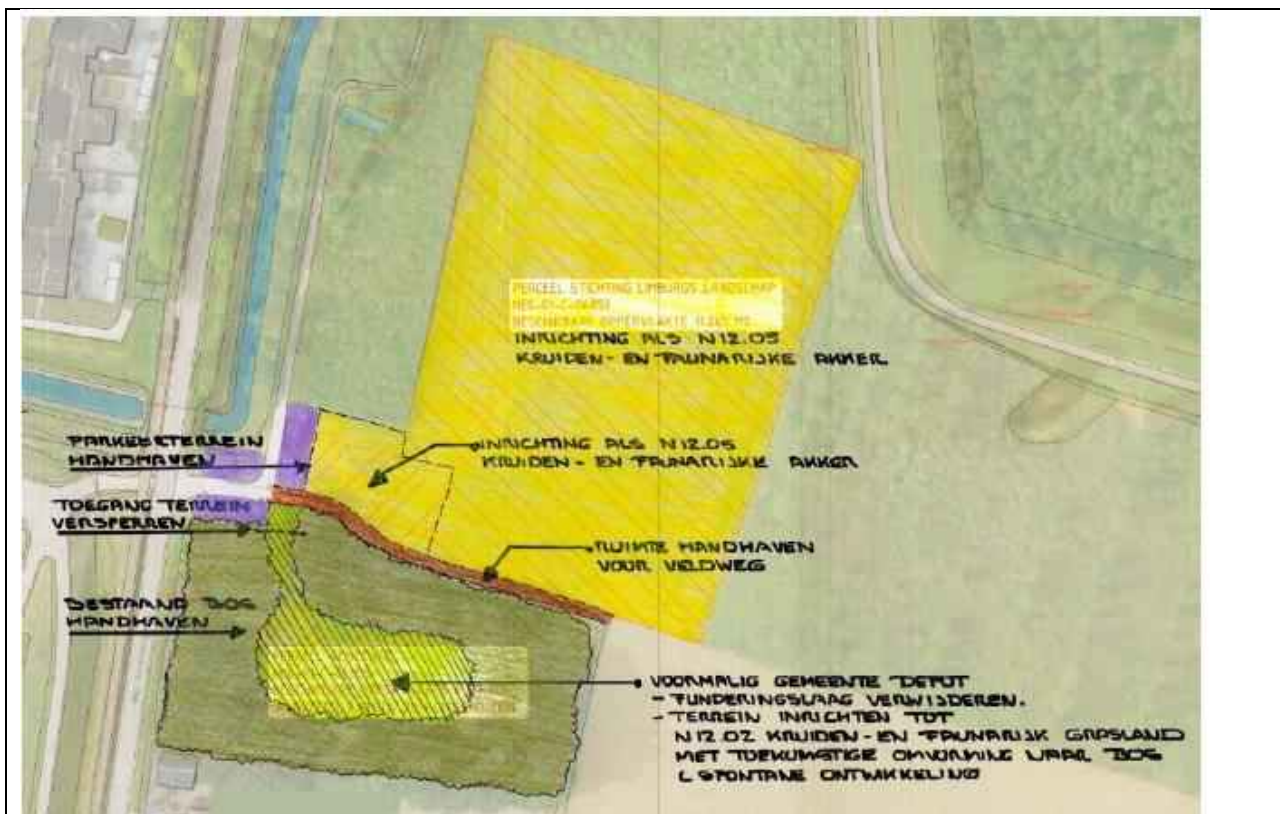 PERCEEL STICHTING LIMBURGS LANDSCHAP
INRICHTING ALS N12.05
KRUIDEN- EN FAUNARIJKE AKKER
PARKEERTERREIN
HANDHAVEN
INRICHTING ALS N12.05
KRUIDEN- EN FAUNARIJKE AKKER
TOEGANG TERREIN
VERSPERREN
RUIMTE HANDHAVEN
VOOR VELDWEG
BESTAAND BOS
HANDHAVEN
VOORMALIG GEMEENTE DEPOT
- FUNDERINGSLAAG VERWIJDEREN.
- TERREIN INRICHTEN TOT
N12.02 KRUIDEN- EN FAUNARIJK GRASLAND
MET TOEKOMSTIGE OMVORMING NAAR BOS
L SPONTANE ONTWIKKELING